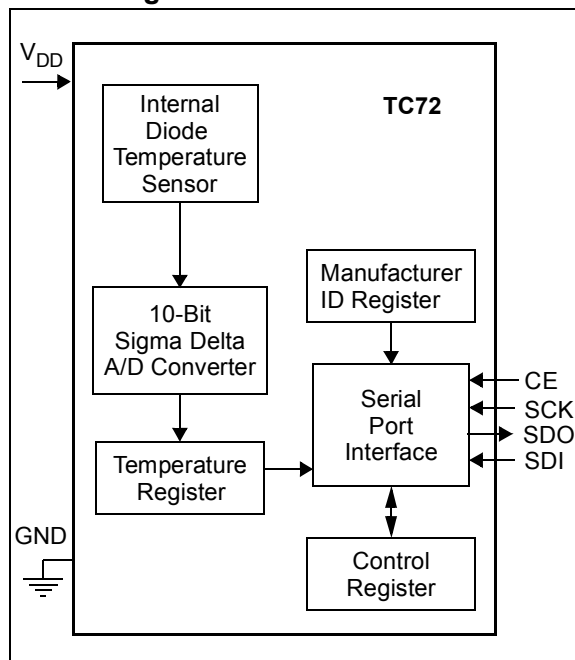 V_DD
TC72
Internal
Diode
Temperature
Sensor
Manufacturer
ID Register
10-Bit
Sigma Delta
A/D Converter
Serial
Port
Interface
CE
SCK
SDO
SDI
Temperature
Register
GND
Control
Register